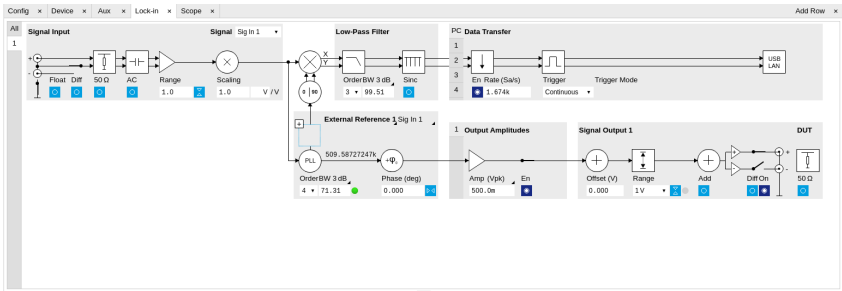 Config × Device × Aux × Lock-in × Scope × Add Row ×
All
1
Signal Input Signal Sig In 1
+
-
Float Diff 50 Ω AC Range Scaling
1.0 1.0 V / V
X
Y
0 90
Low-Pass Filter
Order BW 3 dB Sinc
3 99.51
PC Data Transfer
1
2
3
4
En Rate (Sa/s) Trigger Trigger Mode
1.674k Continuous
USB
LAN
+ External Reference 1 Sig In 1
PLL 509.58727247k +φ₀
Order BW 3 dB Phase (deg)
4 71.31 0.000
1 Output Amplitudes
Amp (Vpk) En
500.0m
Signal Output 1 DUT
+
-
+
-
Offset (V) Range Add Diff On 50 Ω
0.000 1 V